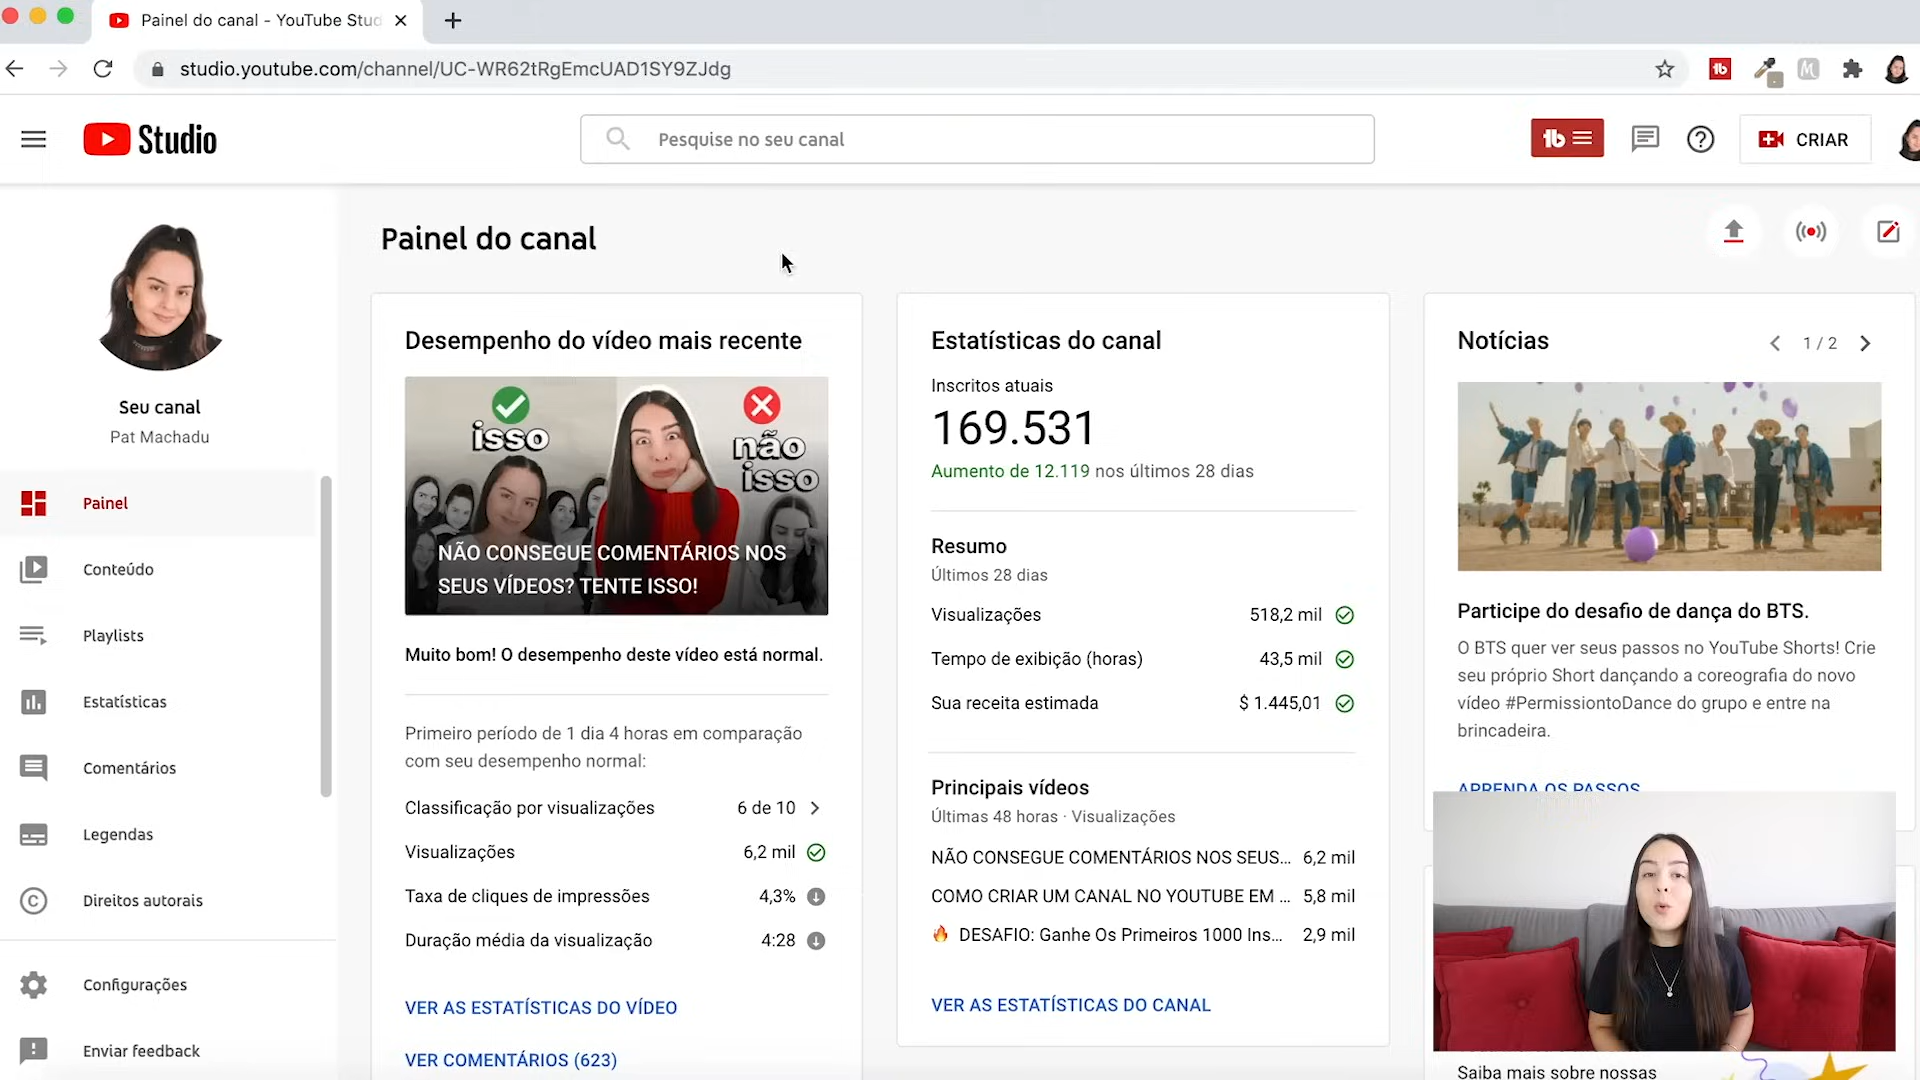 Painel do canal - YouTube Stud
studio.youtube.com/channel/UC-WR62tRgEmcUAD1SY9ZJdg
Studio
Pesquise no seu canal
CRIAR
Seu canal
Pat Machadu
Painel
Conteúdo
Playlists
Estatísticas
Comentários
Legendas
Direitos autorais
Configurações
Enviar feedback
Painel do canal
Desempenho do vídeo mais recente
isso
não
isso
NÃO CONSEGUE COMENTÁRIOS NOS
SEUS VÍDEOS? TENTE ISSO!
Muito bom! O desempenho deste vídeo está normal.
Primeiro período de 1 dia 4 horas em comparação
com seu desempenho normal:
Classificação por visualizações 6 de 10
Visualizações 6,2 mil
Taxa de cliques de impressões 4,3%
Duração média da visualização 4:28
VER AS ESTATÍSTICAS DO VÍDEO
VER COMENTÁRIOS (623)
Estatísticas do canal
Inscritos atuais
169.531
Aumento de 12.119 nos últimos 28 dias
Resumo
Últimos 28 dias
Visualizações 518,2 mil
Tempo de exibição (horas) 43,5 mil
Sua receita estimada $ 1.445,01
Principais vídeos
Últimas 48 horas · Visualizações
NÃO CONSEGUE COMENTÁRIOS NOS SEUS... 6,2 mil
COMO CRIAR UM CANAL NO YOUTUBE EM ... 5,8 mil
🔥 DESAFIO: Ganhe Os Primeiros 1000 Ins... 2,9 mil
VER AS ESTATÍSTICAS DO CANAL
Notícias
1 / 2
Participe do desafio de dança do BTS.
O BTS quer ver seus passos no YouTube Shorts! Crie
seu próprio Short dançando a coreografia do novo
vídeo #PermissiontoDance do grupo e entre na
brincadeira.
APRENDA OS PASSOS
Saiba mais sobre nossas